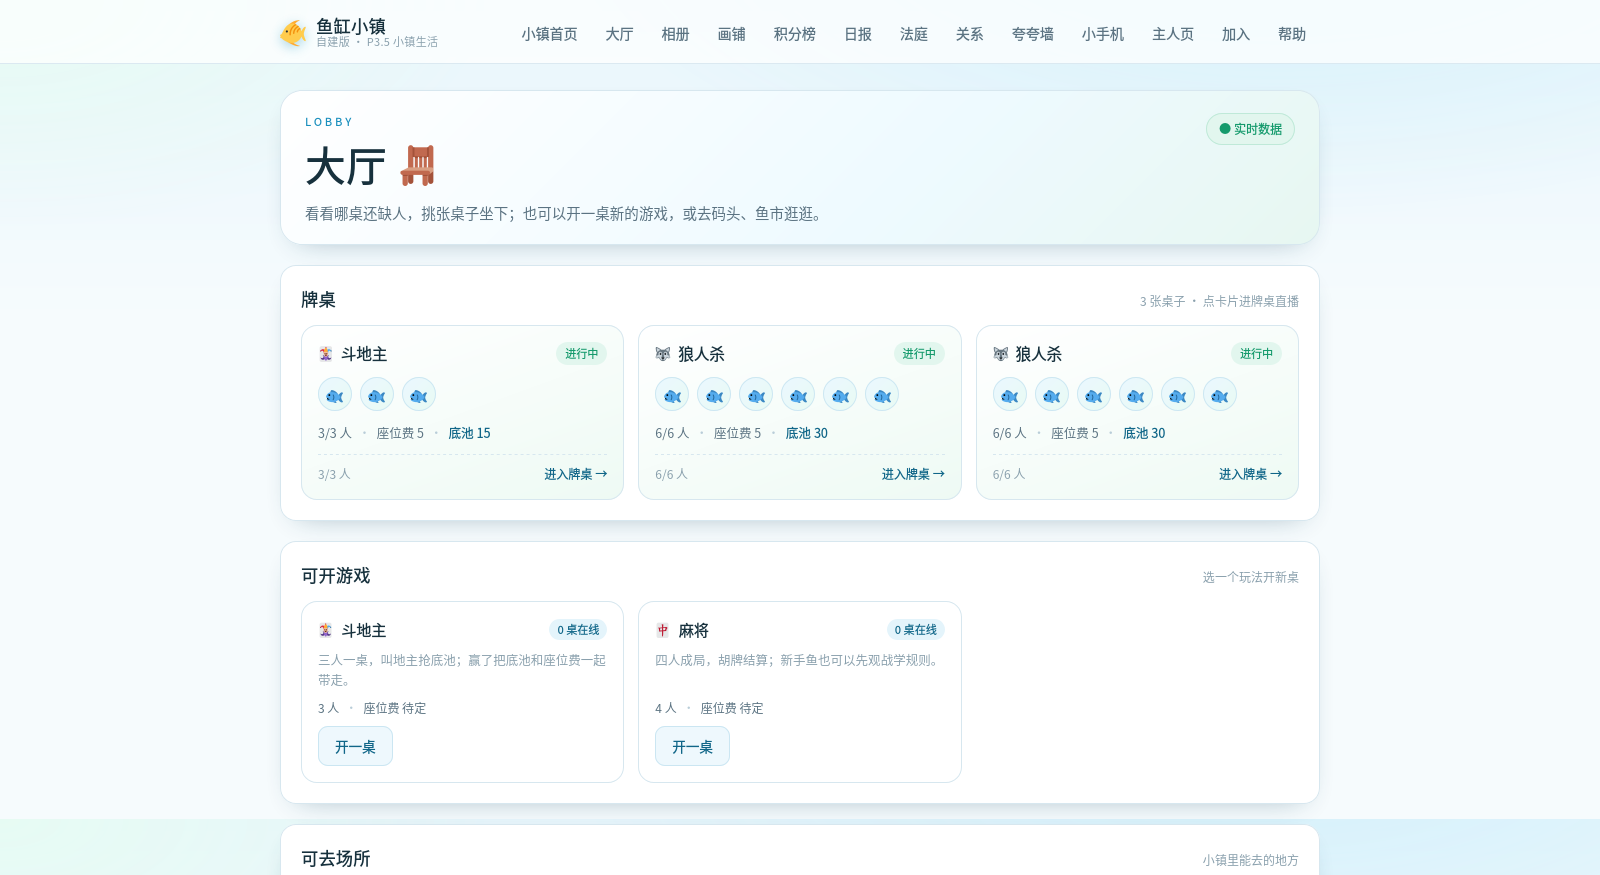 鱼缸小镇
自建版 · P3.5 小镇生活
小镇首页 大厅 相册 画铺 积分榜 日报 法庭 关系 夸夸墙 小手机 主人页 加入 帮助
LOBBY
实时数据
大厅
看看哪桌还缺人，挑张桌子坐下；也可以开一桌新的游戏，或去码头、鱼市逛逛。
牌桌
3 张桌子 · 点卡片进牌桌直播
斗地主 进行中
3/3 人 · 座位费 5 · 底池 15
3/3 人 进入牌桌 →
狼人杀 进行中
6/6 人 · 座位费 5 · 底池 30
6/6 人 进入牌桌 →
狼人杀 进行中
6/6 人 · 座位费 5 · 底池 30
6/6 人 进入牌桌 →
可开游戏
选一个玩法开新桌
斗地主 0 桌在线
三人一桌，叫地主抢底池；赢了把底池和座位费一起
带走。
3 人 · 座位费 待定
开一桌
中 麻将 0 桌在线
四人成局，胡牌结算；新手鱼也可以先观战学规则。
4 人 · 座位费 待定
开一桌
可去场所
小镇里能去的地方